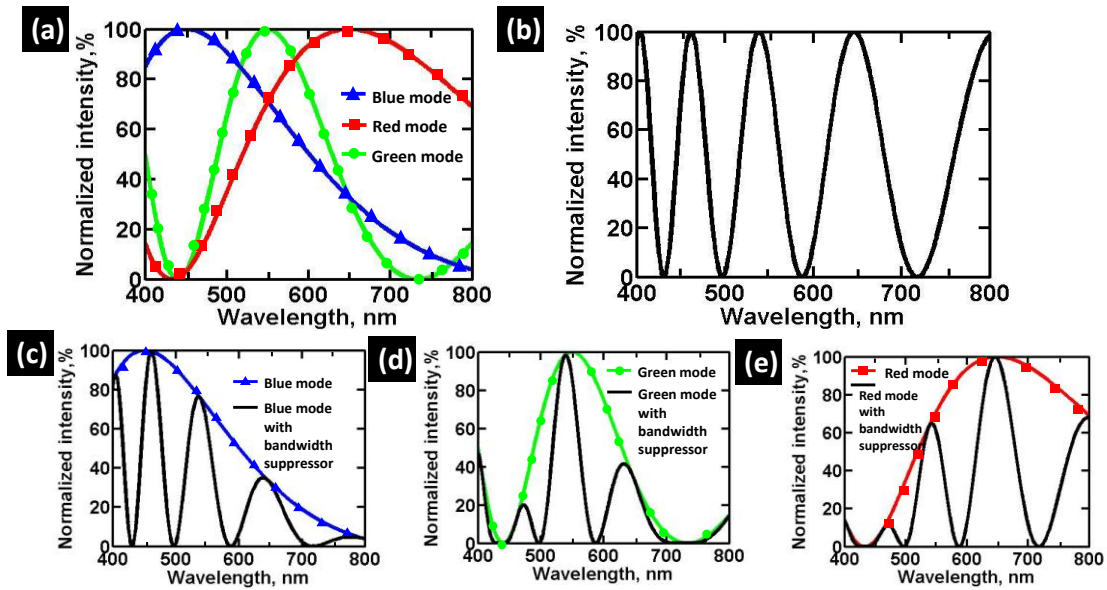 (a)
Normalized intensity,%
100
80
60
40
20
0
400 500 600 700 800
Wavelength, nm
Blue mode
Red mode
Green mode
(b)
Normalized intensity, %
100
80
60
40
20
0
400 500 600 700 800
Wavelength, nm
(c)
Normalized intensity,%
100
80
60
40
20
0
400 500 600 700 800
Wavelength, nm
Blue mode
Blue mode
with
bandwidth
suppressor
(d)
Normalized intensity,%
100
80
60
40
20
0
400 500 600 700 800
Wavelength, nm
Green mode
Green mode
with
bandwidth
suppressor
(e)
Normalized intensity,%
100
80
60
40
20
0
400 500 600 700 800
Wavelength, nm
Red mode
Red mode
with
bandwidth
suppressor